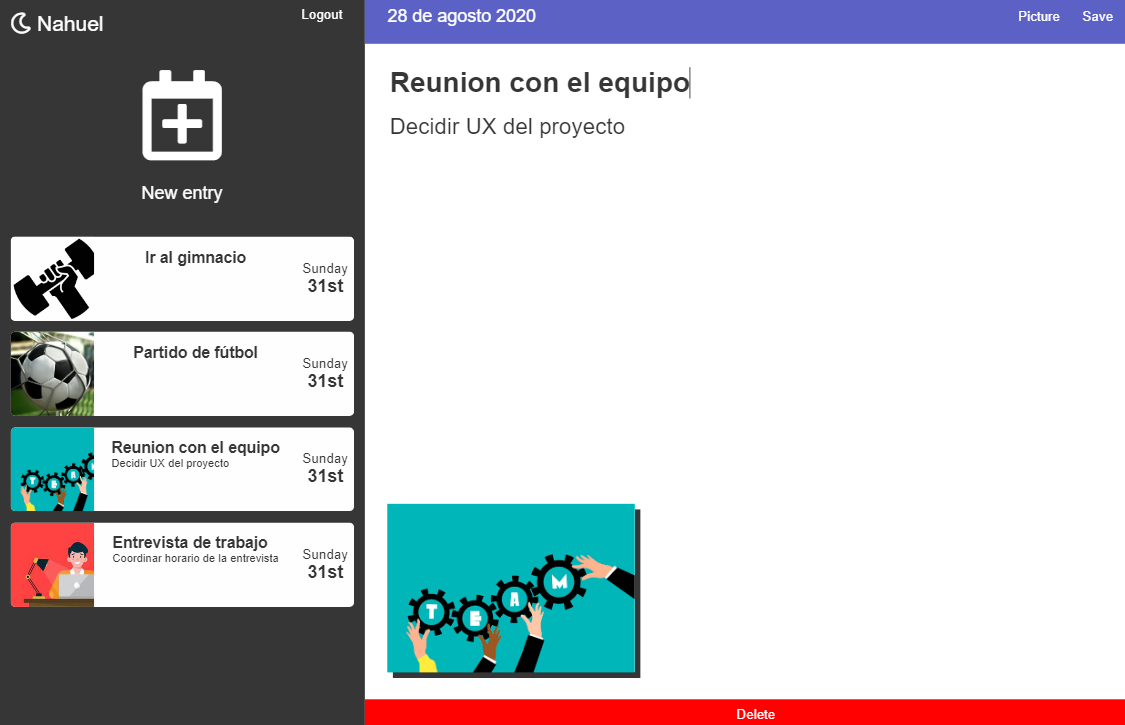 Nahuel
Logout
New entry
Ir al gimnacio
Sunday
31st
Partido de fútbol
Sunday
31st
Reunion con el equipo
Decidir UX del proyecto
Sunday
31st
T E A M
Entrevista de trabajo
Coordinar horario de la entrevista
Sunday
31st
28 de agosto 2020
Picture
Save
Reunion con el equipo
Decidir UX del proyecto
T E A M
Delete